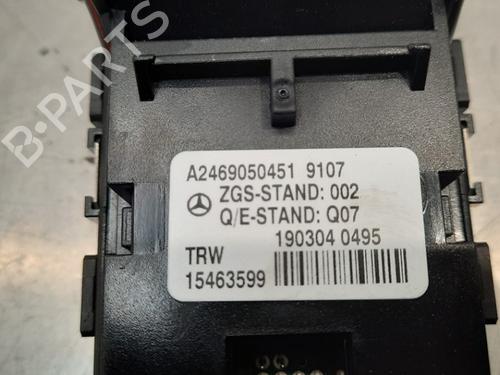 B-PARTS
A2469050451 9107
ZGS-STAND: 002
Q/E-STAND: Q07
190304 0495
TRW
15463599